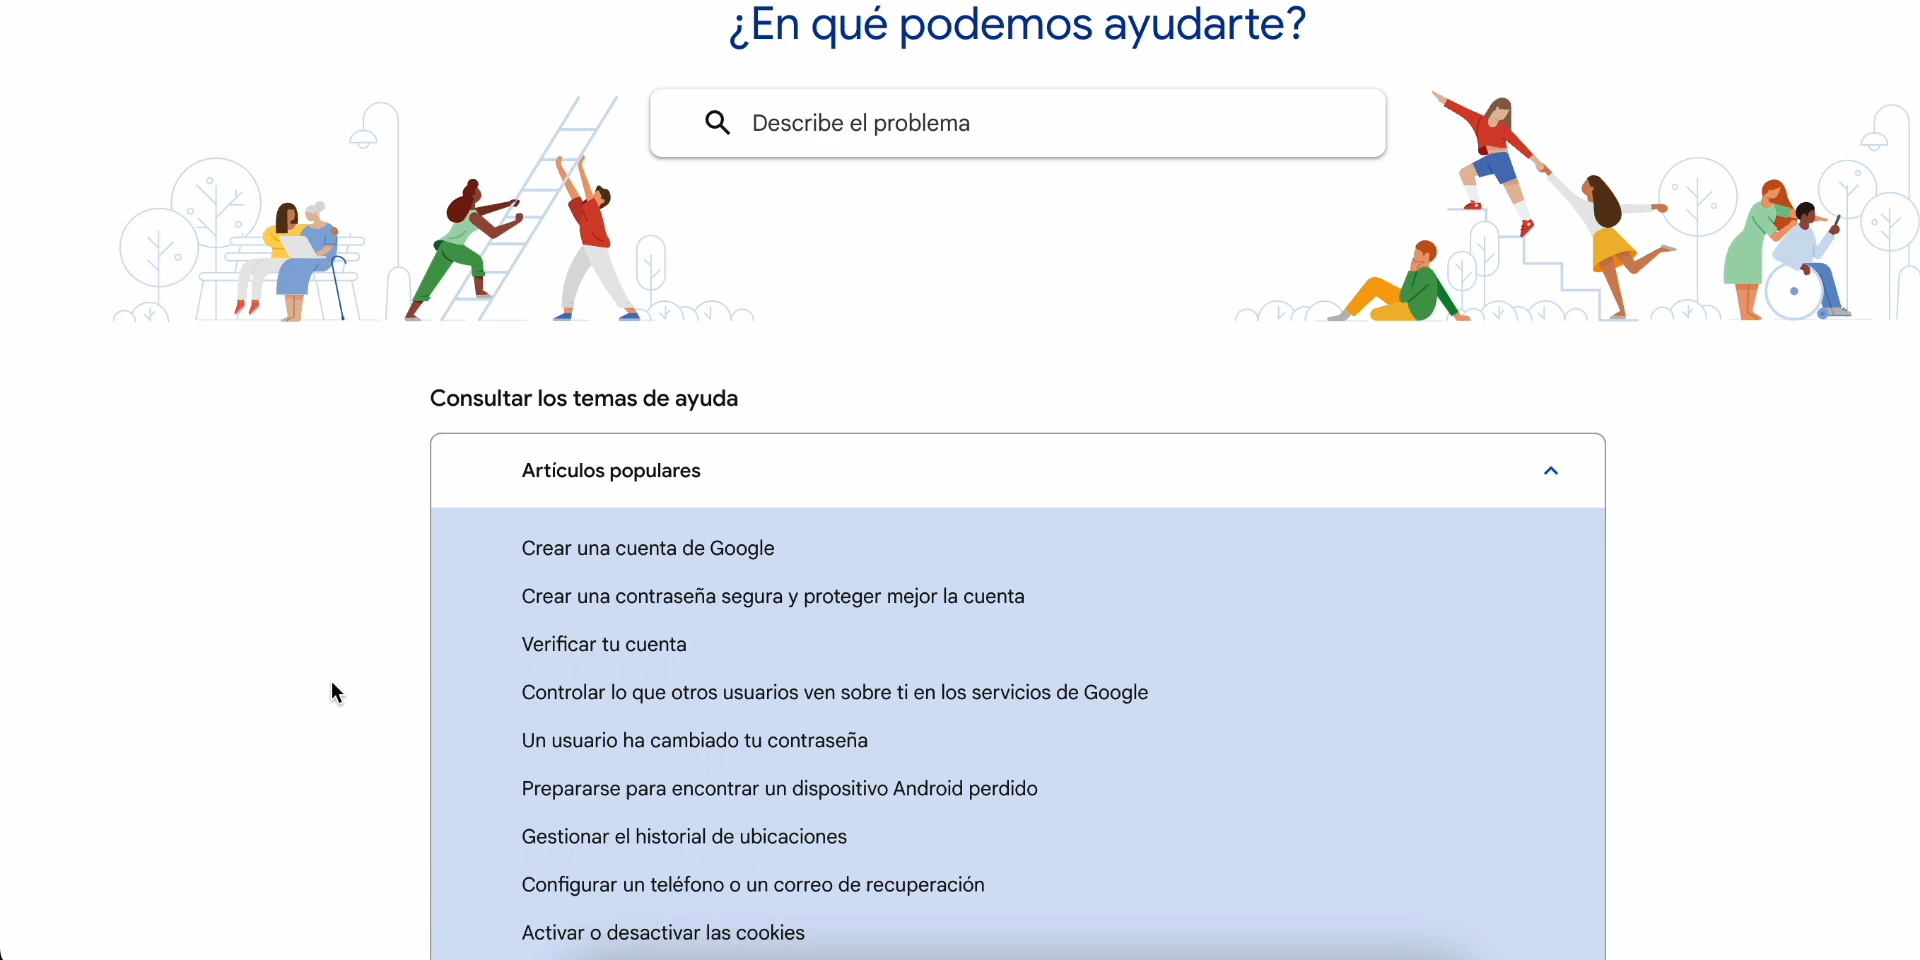 ¿En qué podemos ayudarte?
Describe el problema
Consultar los temas de ayuda
Artículos populares
Crear una cuenta de Google
Crear una contraseña segura y proteger mejor la cuenta
Verificar tu cuenta
Controlar lo que otros usuarios ven sobre ti en los servicios de Google
Un usuario ha cambiado tu contraseña
Prepararse para encontrar un dispositivo Android perdido
Gestionar el historial de ubicaciones
Configurar un teléfono o un correo de recuperación
Activar o desactivar las cookies